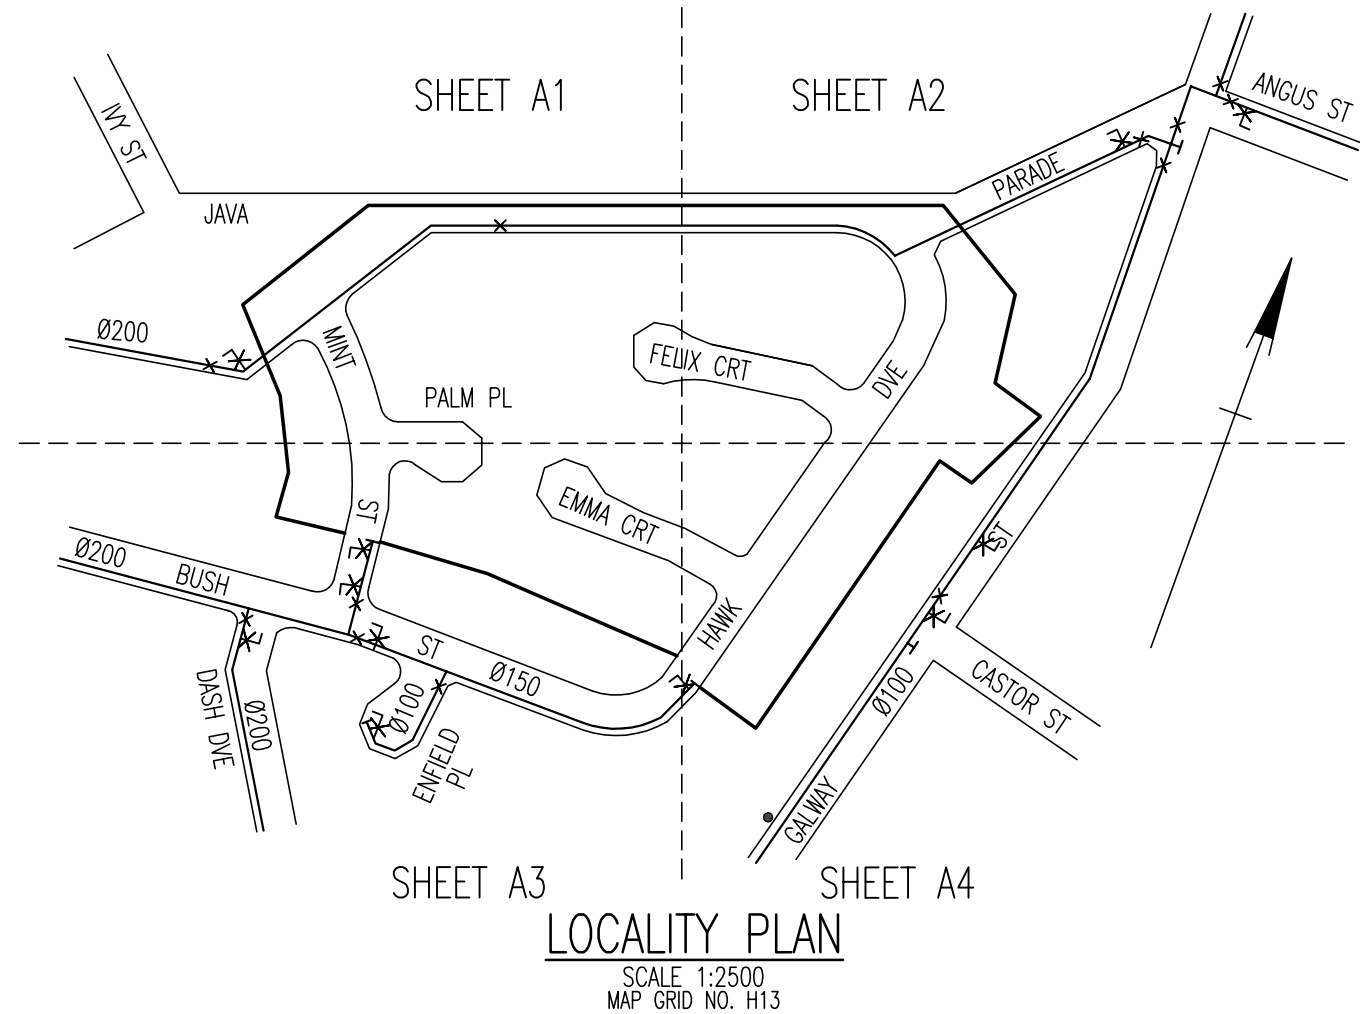 SHEET A1
SHEET A2
ANGUS ST
IVY ST
PARADE
JAVA
Ø200
MINT
FELIX CRT
DVE
PALM PL
EMMA CRT
ST
ST
Ø200
BUSH
HAWK
ST
Ø150
CASTOR ST
DASH DVE
Ø200
Ø100
Ø100
ENFIELD
PL
GALWAY
SHEET A3
SHEET A4
LOCALITY PLAN
SCALE 1:2500
MAP GRID NO. H13